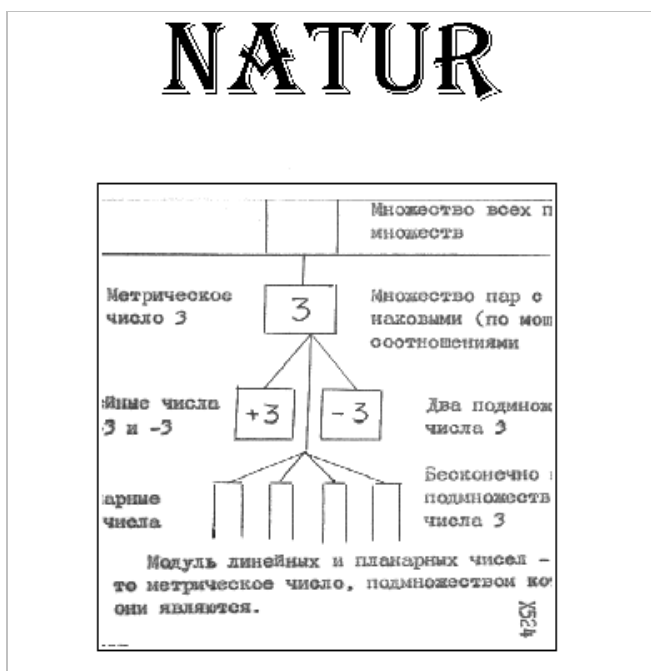 NATUR
Множество всех п
множеств
Метрическое
число 3
3
Множество пар с
наковыми (по мощ
соотношениями
ейные числа
-3 и -3
+3
-3
Два подмнож
числа 3
арные
числа
Бесконечно
подмножеств
числа 3
Модуль линейных и планарных чисел -
то метрическое число, подмножеством ко
они являются.
X524